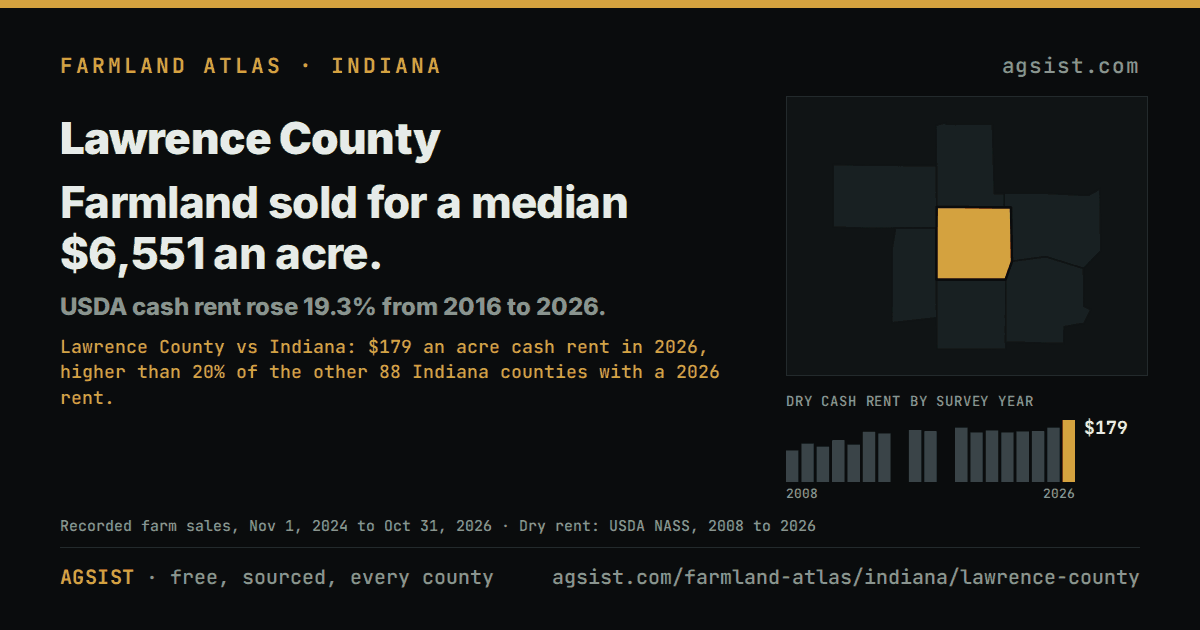 FARMLAND ATLAS · INDIANA
agsist.com
Lawrence County
Farmland sold for a median
$6,551 an acre.
USDA cash rent rose 19.3% from 2016 to 2026.
Lawrence County vs Indiana: $179 an acre cash rent in 2026,
higher than 20% of the other 88 Indiana counties with a 2026
rent.
DRY CASH RENT BY SURVEY YEAR
$179
2008
2026
Recorded farm sales, Nov 1, 2024 to Oct 31, 2026 · Dry rent: USDA NASS, 2008 to 2026
AGSIST · free, sourced, every county
agsist.com/farmland-atlas/indiana/lawrence-county